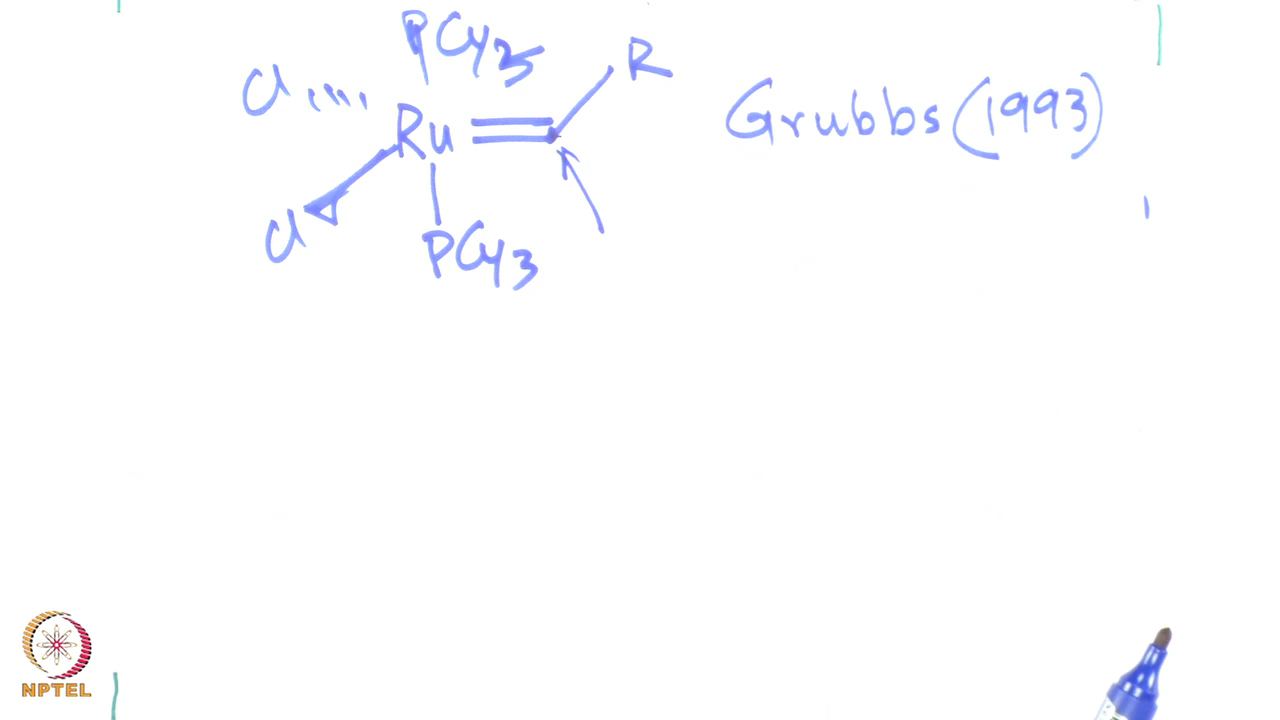 PCy3
Cl
R
Ru
Grubbs (1993)
Cl
PCy3
NPTEL